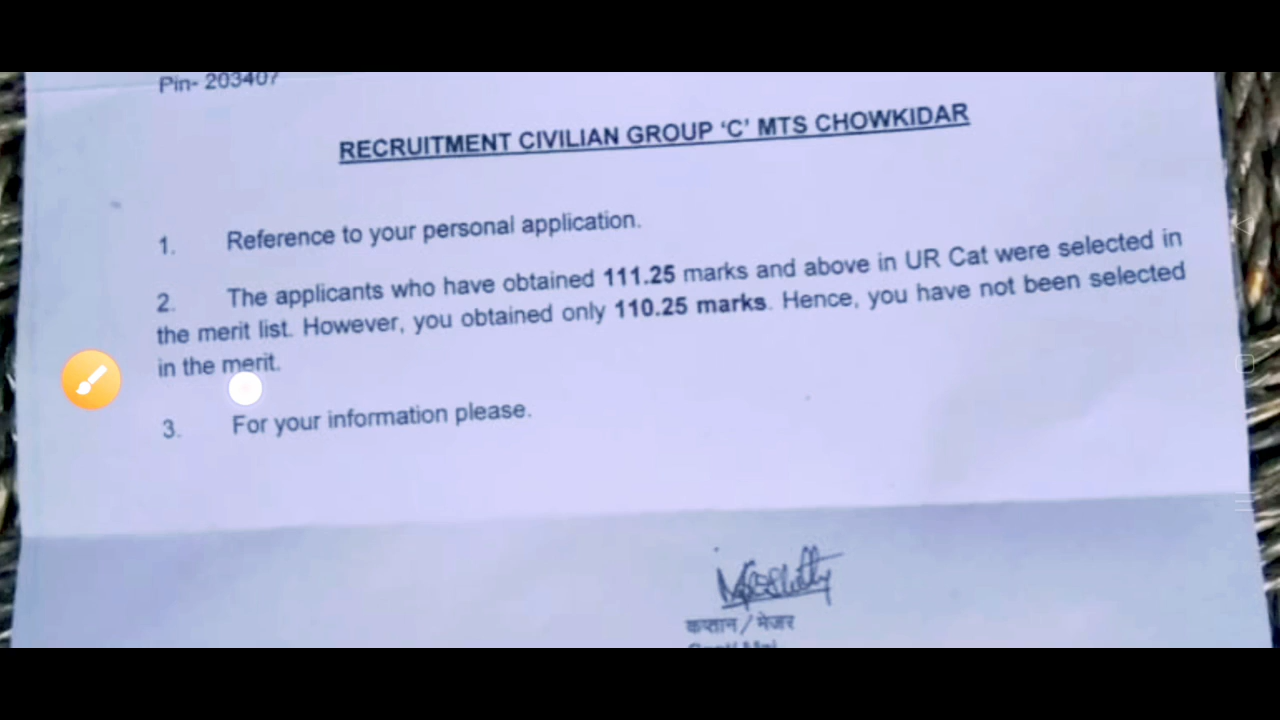 Pin- 203407
RECRUITMENT CIVILIAN GROUP ‘C’ MTS CHOWKIDAR
1. Reference to your personal application.
2. The applicants who have obtained 111.25 marks and above in UR Cat were selected in
the merit list. However, you obtained only 110.25 marks. Hence, you have not been selected
in the merit.
3. For your information please.
कप्तान / मेजर